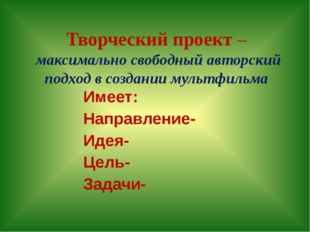 Творческий проект –
максимально свободный авторский
подход в создании мультфильма
Имеет:
Направление-
Идея-
Цель-
Задачи-